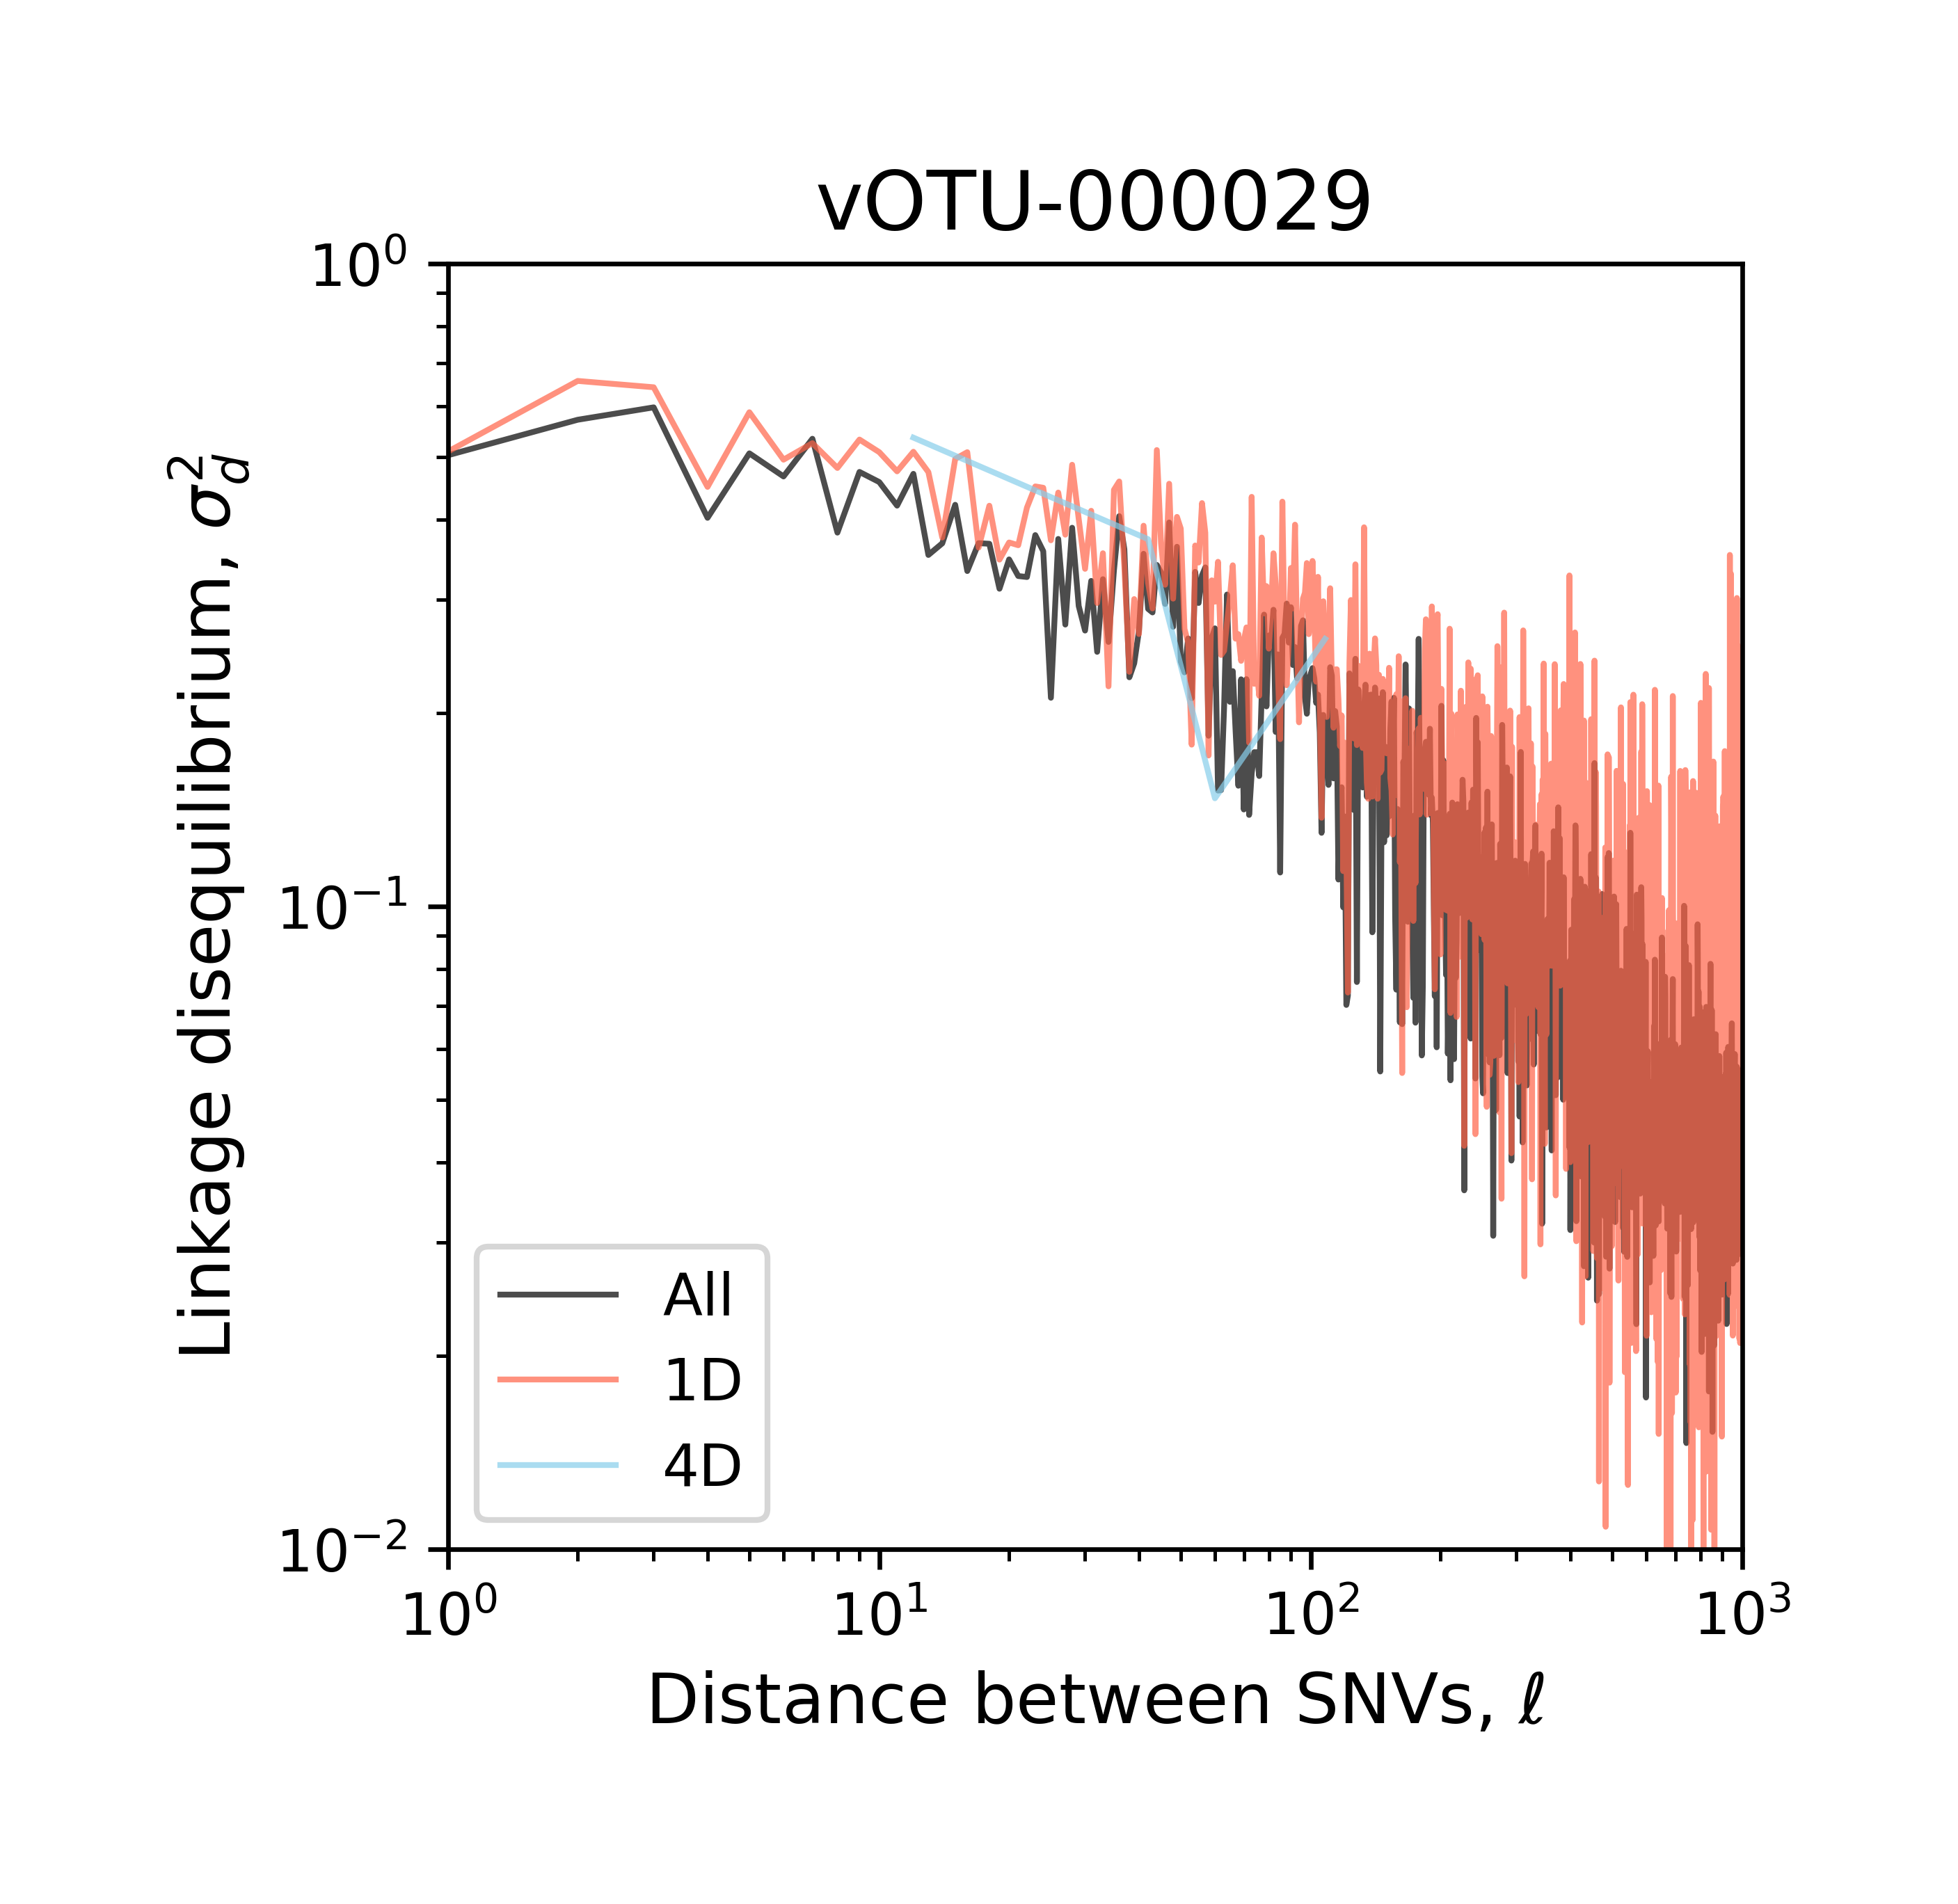 vOTU-000029
Linkage disequilibrium, σ_d^2
10^0
10^-1
10^-2
All
1D
4D
10^0 10^1 10^2 10^3
Distance between SNVs, ℓ